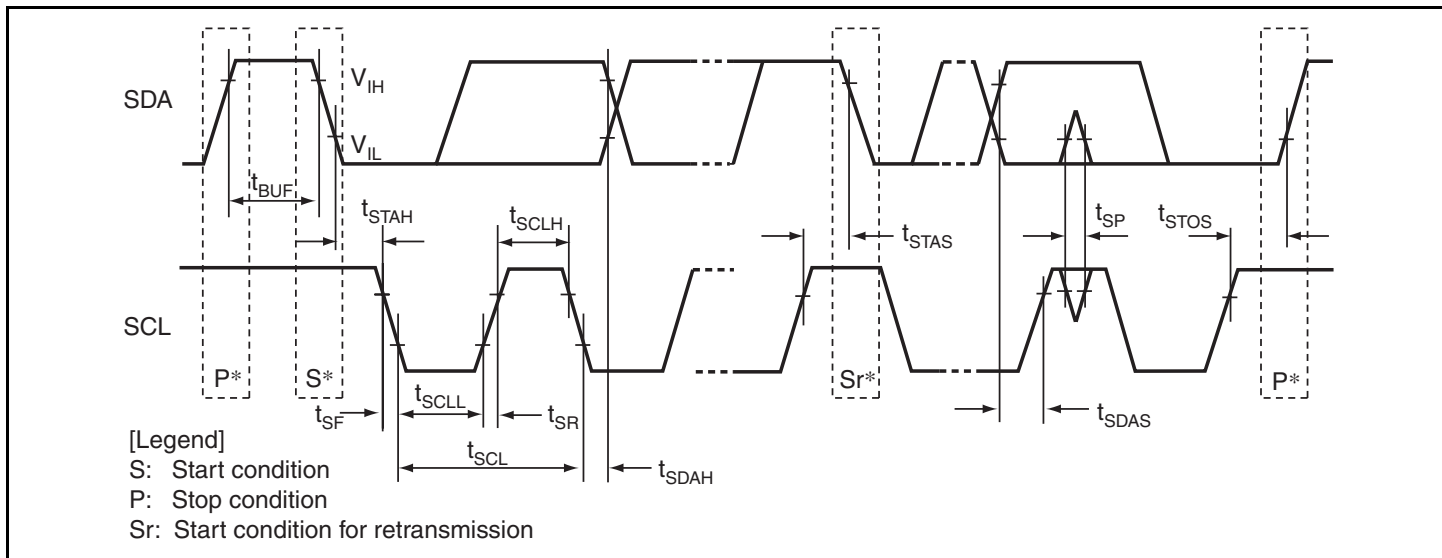 SDA
V_IH
V_IL
t_BUF
t_STAH
t_SCLH
t_STAS
t_SP
t_STOS
SCL
P*
S*
Sr*
P*
t_SF
t_SCLL
t_SR
t_SDAS
t_SCL
t_SDAH
[Legend]
S: Start condition
P: Stop condition
Sr: Start condition for retransmission